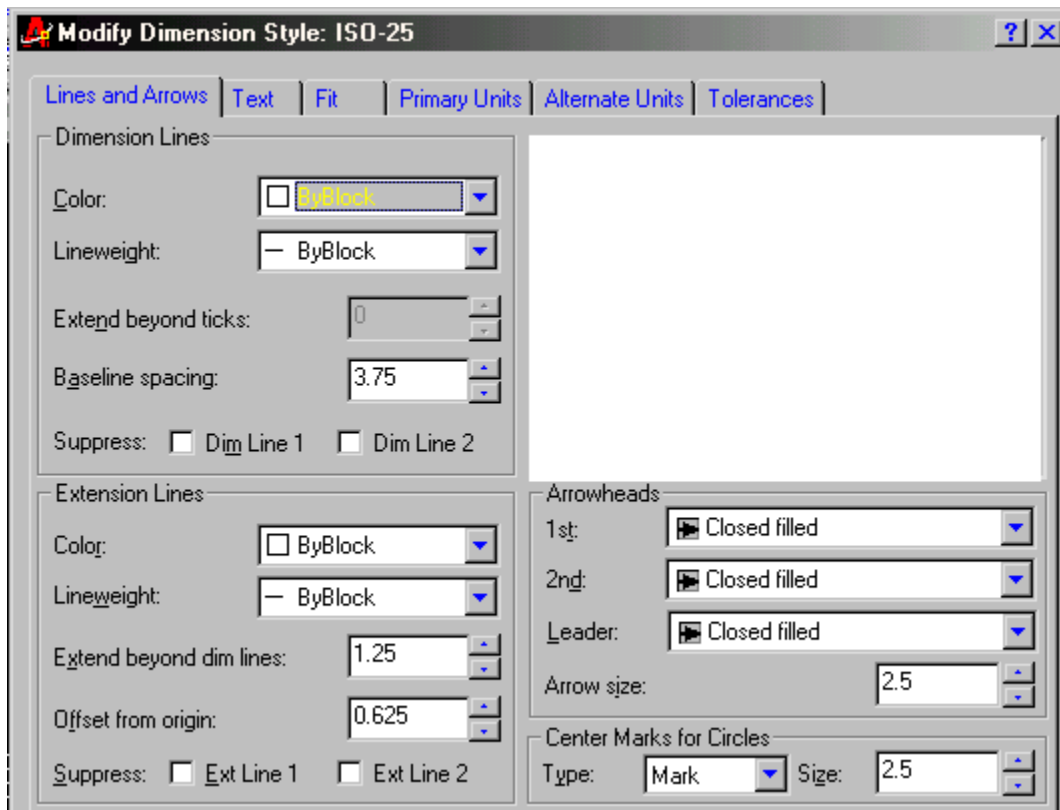 Modify Dimension Style: ISO-25
Lines and Arrows Text Fit Primary Units Alternate Units Tolerances
Dimension Lines
Color: ByBlock
Lineweight: ByBlock
Extend beyond ticks: 0
Baseline spacing: 3.75
Suppress: Dim Line 1 Dim Line 2
Extension Lines
Color: ByBlock
Lineweight: ByBlock
Extend beyond dim lines: 1.25
Offset from origin: 0.625
Suppress: Ext Line 1 Ext Line 2
Arrowheads
1st: Closed filled
2nd: Closed filled
Leader: Closed filled
Arrow size: 2.5
Center Marks for Circles
Type: Mark Size: 2.5